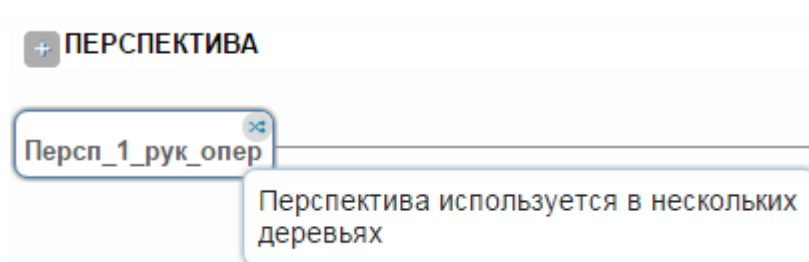 ПЕРСПЕКТИВА
Персп_1_рук_опер
Перспектива используется в нескольких
деревьях